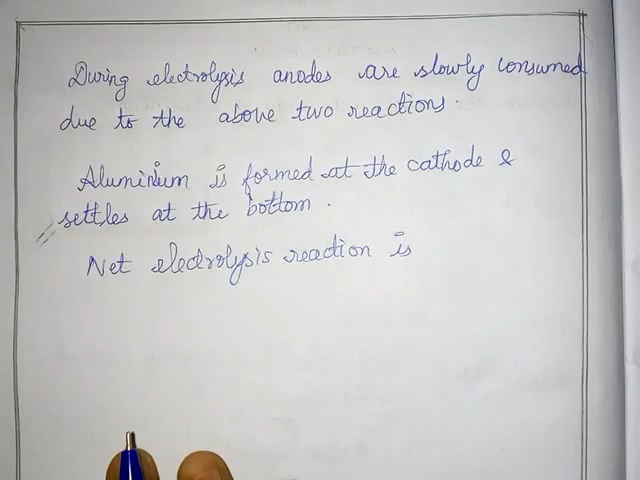 During electrolysis anodes are slowly consumed
due to the above two reactions.
Aluminium is formed at the cathode &
settles at the bottom.
Net electrolysis reaction is